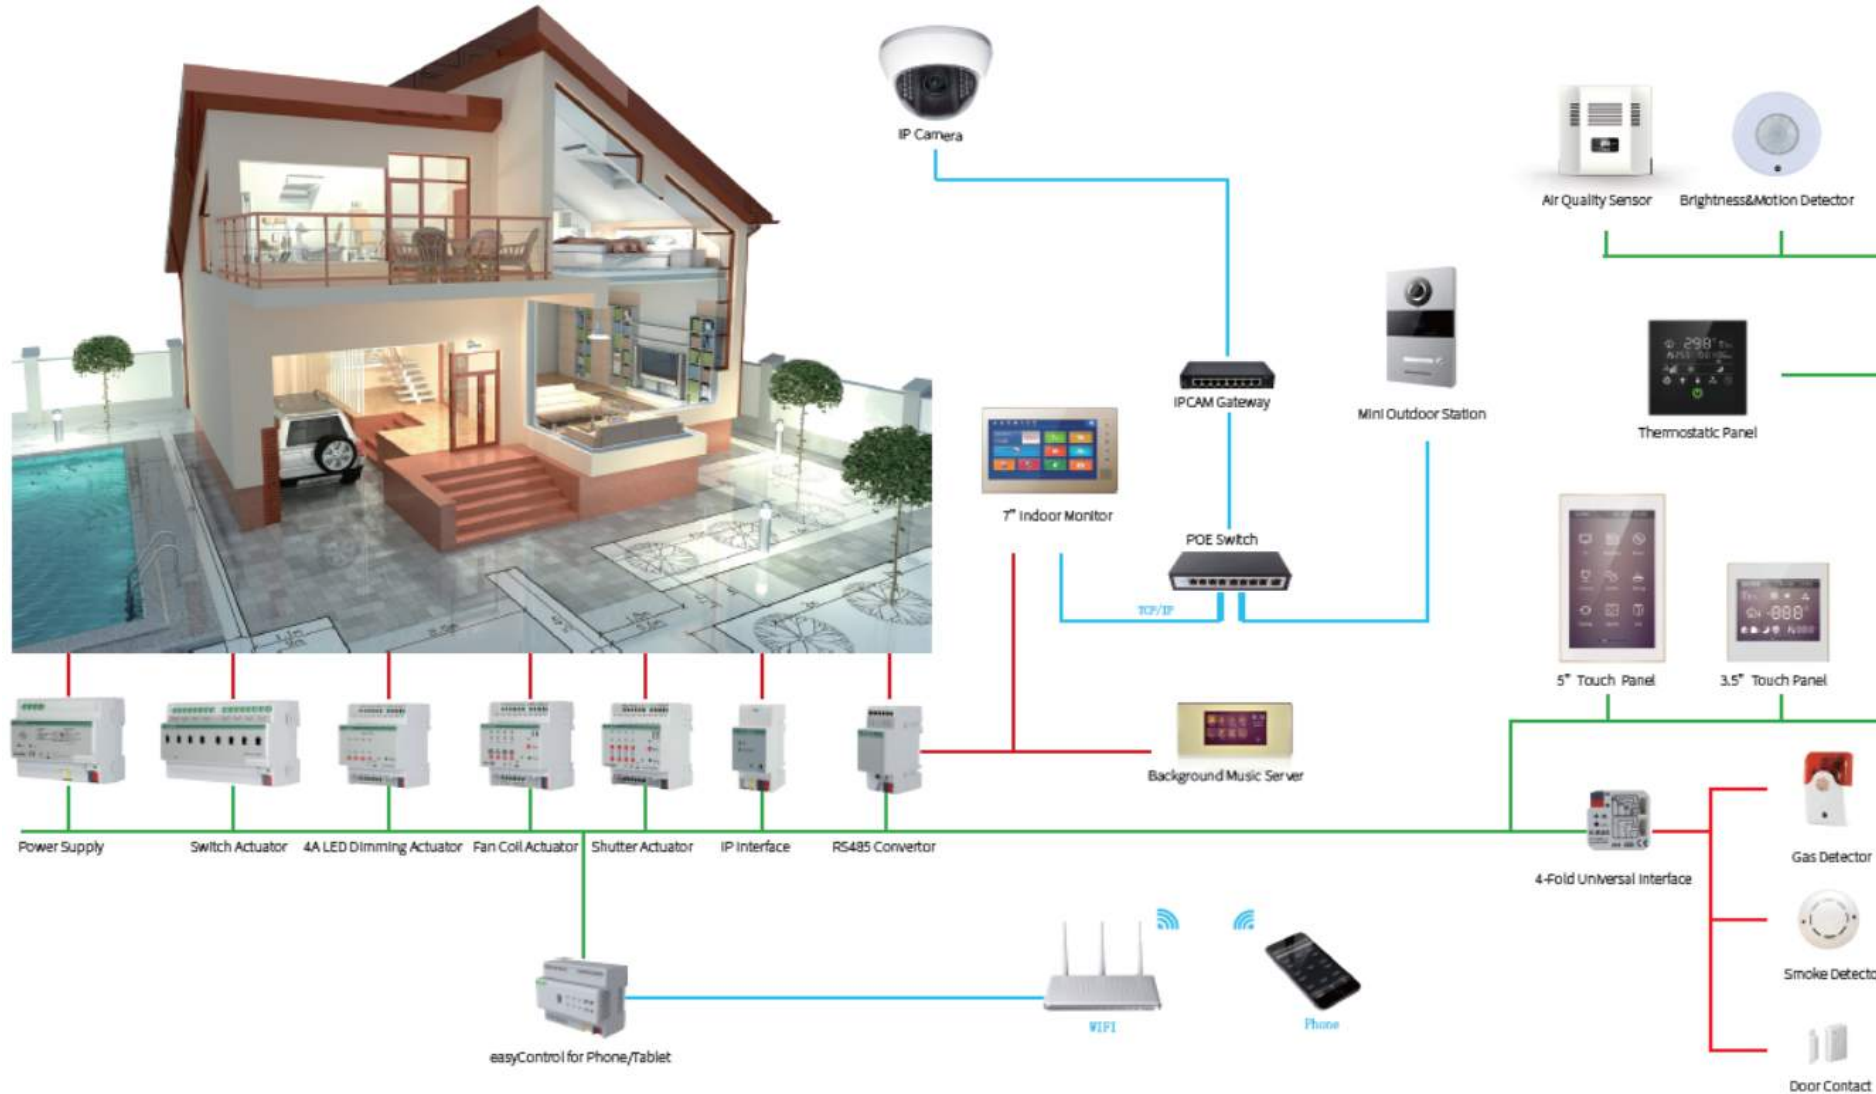 IP Camera
Air Quality Sensor
Brightness&Motion Detector
IPCAM Gateway
Mini Outdoor Station
Thermostatic Panel
7" Indoor Monitor
POE Switch
TCP/IP
5" Touch Panel
3.5" Touch Panel
Background Music Server
Power Supply
Switch Actuator
4A LED Dimming Actuator
Fan Coil Actuator
Shutter Actuator
IP Interface
RS485 Convertor
Gas Detector
4-Fold Universal Interface
Smoke Detecto
WIFI
Phone
easyControl for Phone/Tablet
Door Contact